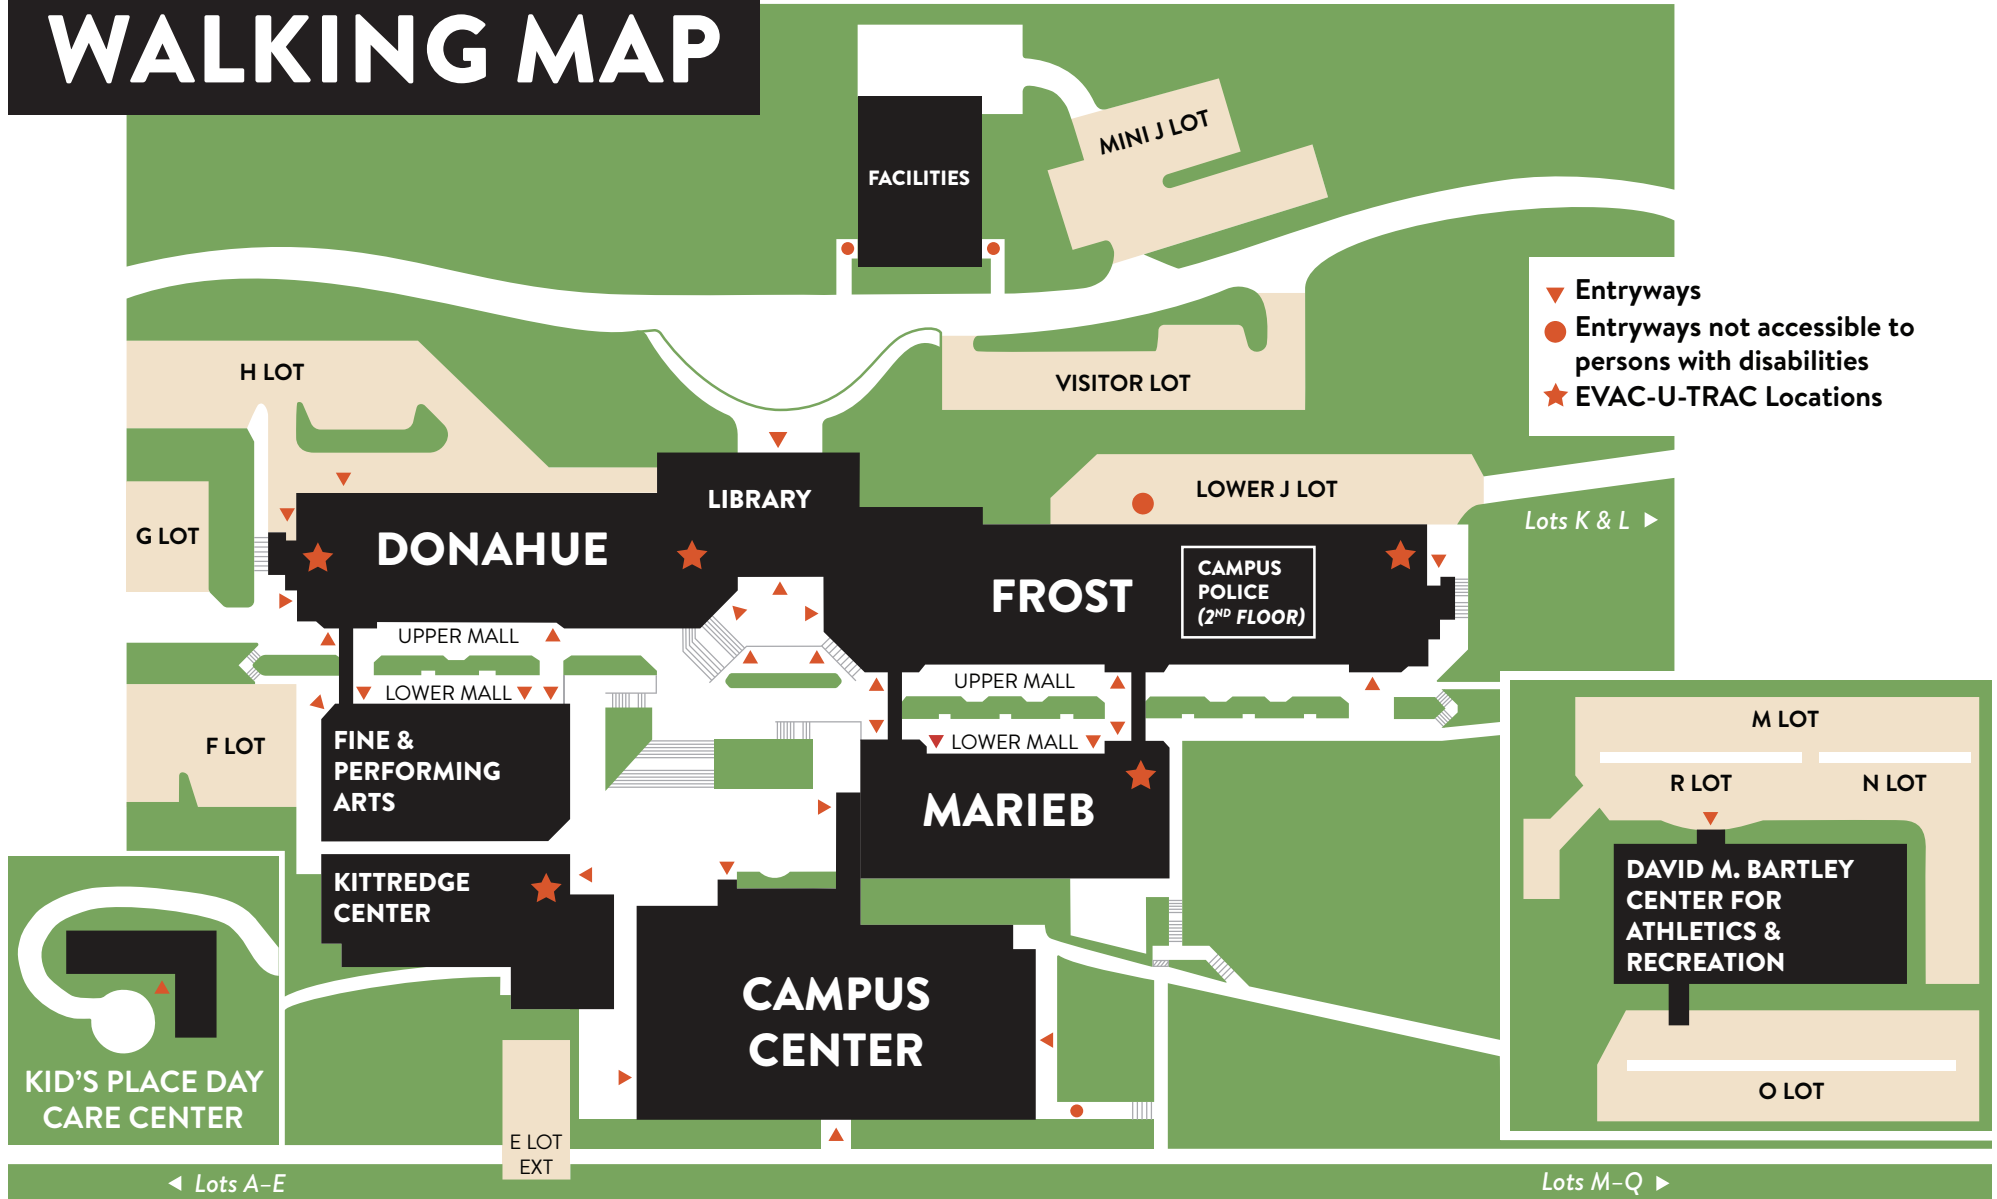 WALKING MAP
FACILITIES
MINI J LOT
Entryways
Entryways not accessible to
persons with disabilities
EVAC-U-TRAC Locations
H LOT
VISITOR LOT
LIBRARY
LOWER J LOT
G LOT
DONAHUE
Lots K & L
FROST
CAMPUS
POLICE
(2ND FLOOR)
UPPER MALL
LOWER MALL
UPPER MALL
LOWER MALL
F LOT
FINE &
PERFORMING
ARTS
MARIEB
M LOT
R LOT
N LOT
KITTREDGE
CENTER
DAVID M. BARTLEY
CENTER FOR
ATHLETICS &
RECREATION
CAMPUS
CENTER
KID'S PLACE DAY
CARE CENTER
O LOT
E LOT
EXT
Lots A–E
Lots M–Q